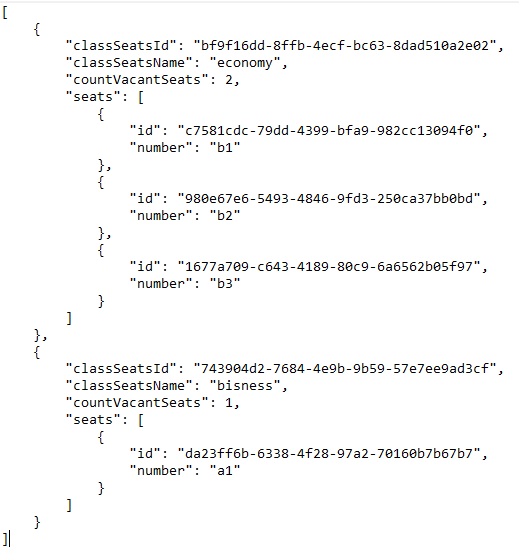 [
    {
        "classSeatsId": "bf9f16dd-8ffb-4ecf-bc63-8dad510a2e02",
        "classSeatsName": "economy",
        "countVacantSeats": 2,
        "seats": [
            {
                "id": "c7581cdc-79dd-4399-bfa9-982cc13094f0",
                "number": "b1"
            },
            {
                "id": "980e67e6-5493-4846-9fd3-250ca37bb0bd",
                "number": "b2"
            },
            {
                "id": "1677a709-c643-4189-80c9-6a6562b05f97",
                "number": "b3"
            }
        ]
    },
    {
        "classSeatsId": "743904d2-7684-4e9b-9b59-57e7ee9ad3cf",
        "classSeatsName": "bisness",
        "countVacantSeats": 1,
        "seats": [
            {
                "id": "da23ff6b-6338-4f28-97a2-70160b7b67b7",
                "number": "a1"
            }
        ]
    }
]